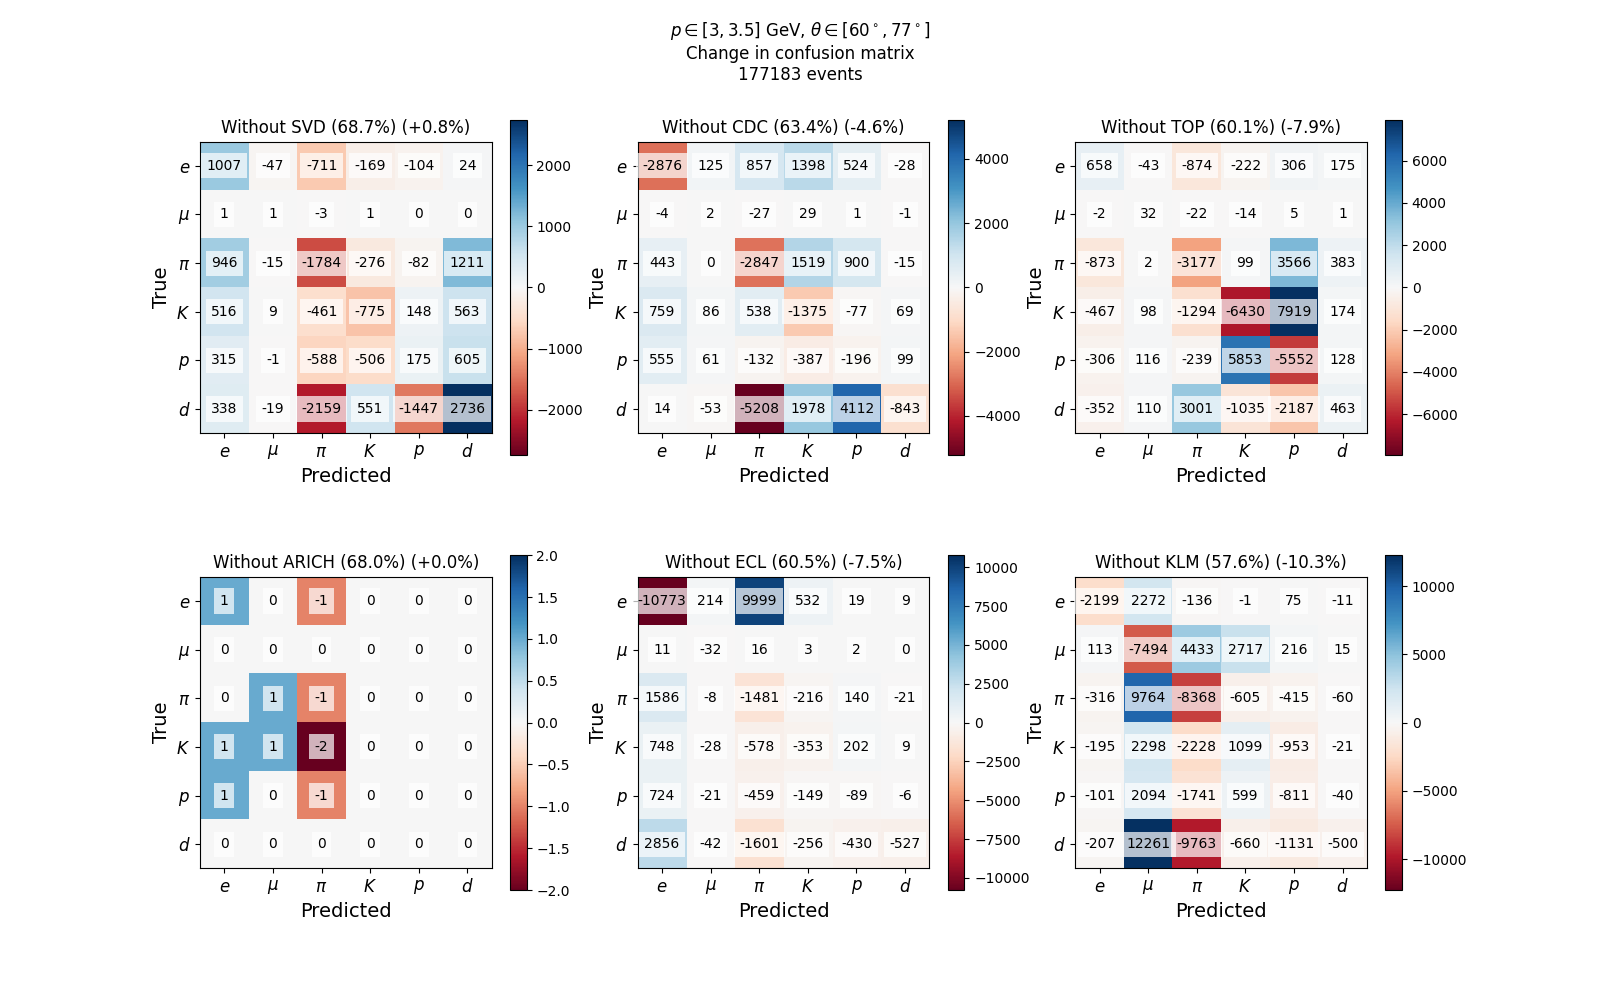 p ∈ [3, 3.5] GeV, θ ∈ [60°, 77°]
Change in confusion matrix
177183 events
Without SVD (68.7%) (+0.8%)
e 1007 -47 -711 -169 -104 24
μ 1 1 -3 1 0 0
π 946 -15 -1784 -276 -82 1211
K 516 9 -461 -775 148 563
p 315 -1 -588 -506 175 605
d 338 -19 -2159 551 -1447 2736
e μ π K p d
True
Predicted
2000
1000
0
−1000
−2000
Without CDC (63.4%) (-4.6%)
e -2876 125 857 1398 524 -28
μ -4 2 -27 29 1 -1
π 443 0 -2847 1519 900 -15
K 759 86 538 -1375 -77 69
p 555 61 -132 -387 -196 99
d 14 -53 -5208 1978 4112 -843
e μ π K p d
True
Predicted
4000
2000
0
−2000
−4000
Without TOP (60.1%) (-7.9%)
e 658 -43 -874 -222 306 175
μ -2 32 -22 -14 5 1
π -873 2 -3177 99 3566 383
K -467 98 -1294 -6430 7919 174
p -306 116 -239 5853 -5552 128
d -352 110 3001 -1035 -2187 463
e μ π K p d
True
Predicted
6000
4000
2000
0
−2000
−4000
−6000
Without ARICH (68.0%) (+0.0%)
e 1 0 -1 0 0 0
μ 0 0 0 0 0 0
π 0 1 -1 0 0 0
K 1 1 -2 0 0 0
p 1 0 -1 0 0 0
d 0 0 0 0 0 0
e μ π K p d
True
Predicted
2.0
1.5
1.0
0.5
0.0
−0.5
−1.0
−1.5
−2.0
Without ECL (60.5%) (-7.5%)
e -10773 214 9999 532 19 9
μ 11 -32 16 3 2 0
π 1586 -8 -1481 -216 140 -21
K 748 -28 -578 -353 202 9
p 724 -21 -459 -149 -89 -6
d 2856 -42 -1601 -256 -430 -527
e μ π K p d
True
Predicted
10000
7500
5000
2500
0
−2500
−5000
−7500
−10000
Without KLM (57.6%) (-10.3%)
e -2199 2272 -136 -1 75 -11
μ 113 -7494 4433 2717 216 15
π -316 9764 -8368 -605 -415 -60
K -195 2298 -2228 1099 -953 -21
p -101 2094 -1741 599 -811 -40
d -207 12261 -9763 -660 -1131 -500
e μ π K p d
True
Predicted
10000
5000
0
−5000
−10000